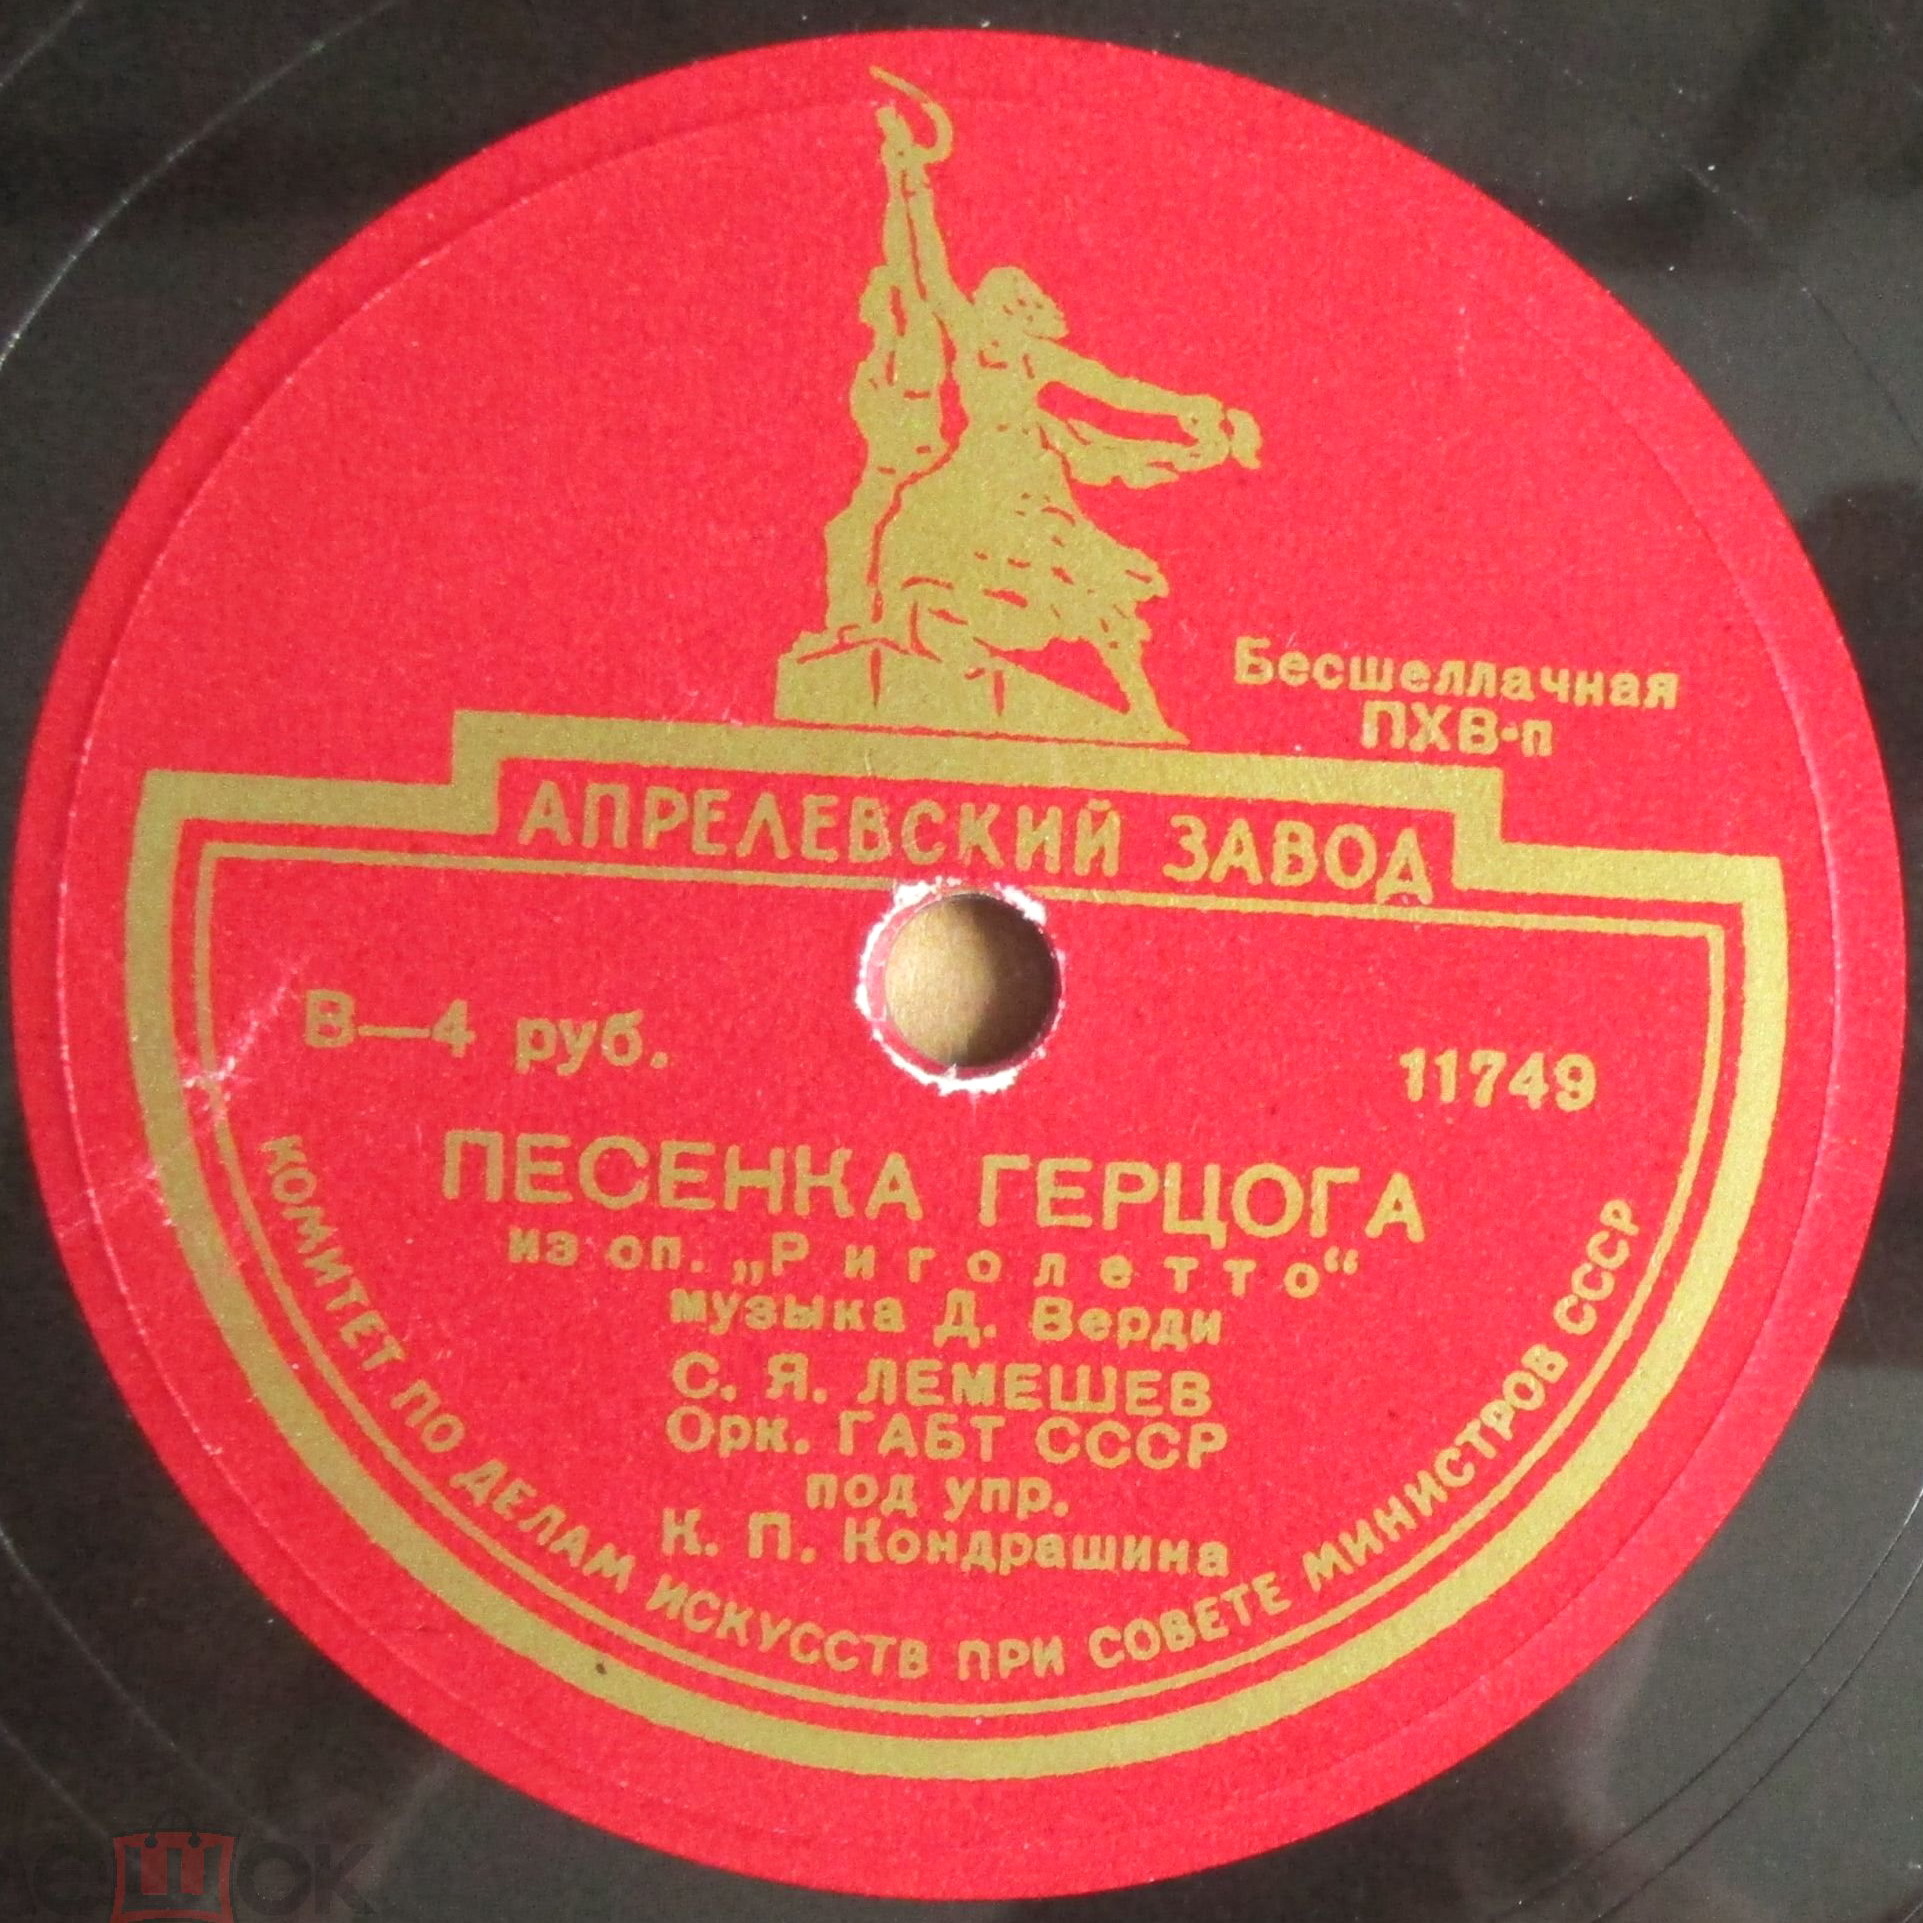 Бесшеллачная
ПХВ-п
АПРЕЛЕВСКИЙ ЗАВОД
В—4 руб.
11749
ПЕСЕНКА ГЕРЦОГА
из оп. „Риголетто“
музыка Д. Верди
С. Я. ЛЕМЕШЕВ
Орк. ГАБТ СССР
под упр.
К. П. Кондрашина
КОМИТЕТ ПО ДЕЛАМ ИСКУССТВ ПРИ СОВЕТЕ МИНИСТРОВ СССР
мешок